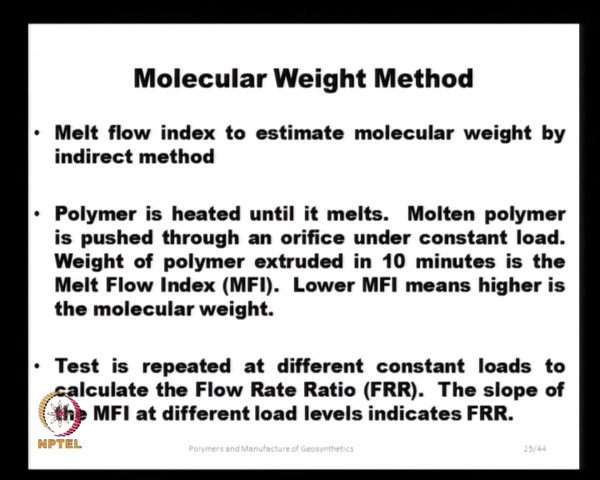 Molecular Weight Method
• Melt flow index to estimate molecular weight by
indirect method
• Polymer is heated until it melts. Molten polymer
is pushed through an orifice under constant load.
Weight of polymer extruded in 10 minutes is the
Melt Flow Index (MFI). Lower MFI means higher is
the molecular weight.
• Test is repeated at different constant loads to
calculate the Flow Rate Ratio (FRR). The slope of
the MFI at different load levels indicates FRR.
NPTEL
Polymers and Manufacture of Geosynthetics
25/44